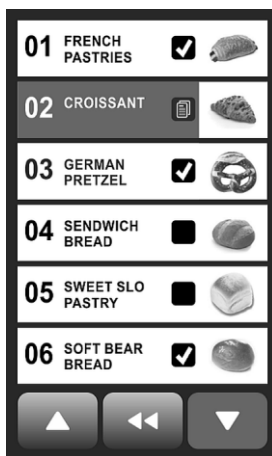 01 FRENCH
PASTRIES
02 CROISSANT
03 GERMAN
PRETZEL
04 SENDWICH
BREAD
05 SWEET SLO
PASTRY
06 SOFT BEAR
BREAD